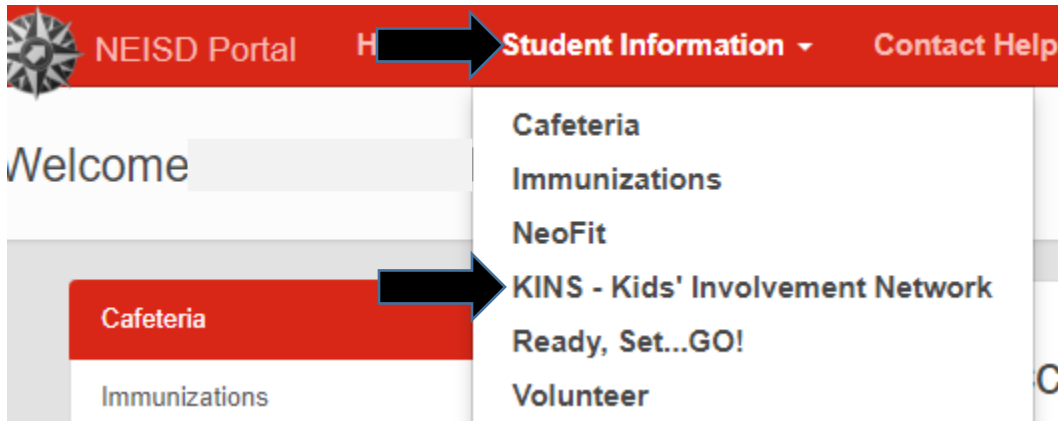 NEISD Portal H Student Information Contact Help
Welcome
Cafeteria
Immunizations
NeoFit
KINS - Kids' Involvement Network
Ready, Set...GO!
Volunteer
Cafeteria
Immunizations